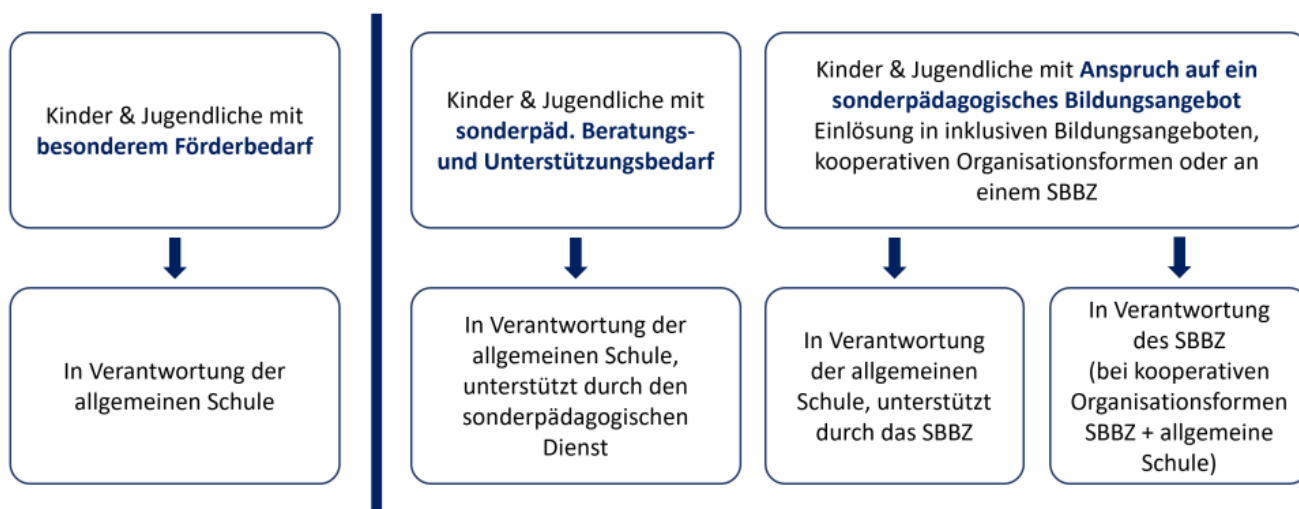 Kinder & Jugendliche mit
besonderem Förderbedarf
Kinder & Jugendliche mit
sonderpäd. Beratungs-
und Unterstützungsbedarf
Kinder & Jugendliche mit Anspruch auf ein
sonderpädagogisches Bildungsangebot
Einlösung in inklusiven Bildungsangeboten,
kooperativen Organisationsformen oder an
einem SBBZ
In Verantwortung der
allgemeinen Schule
In Verantwortung der
allgemeinen Schule,
unterstützt durch den
sonderpädagogischen
Dienst
In Verantwortung
der allgemeinen
Schule, unterstützt
durch das SBBZ
In Verantwortung
des SBBZ
(bei kooperativen
Organisationsformen
SBBZ + allgemeine
Schule)